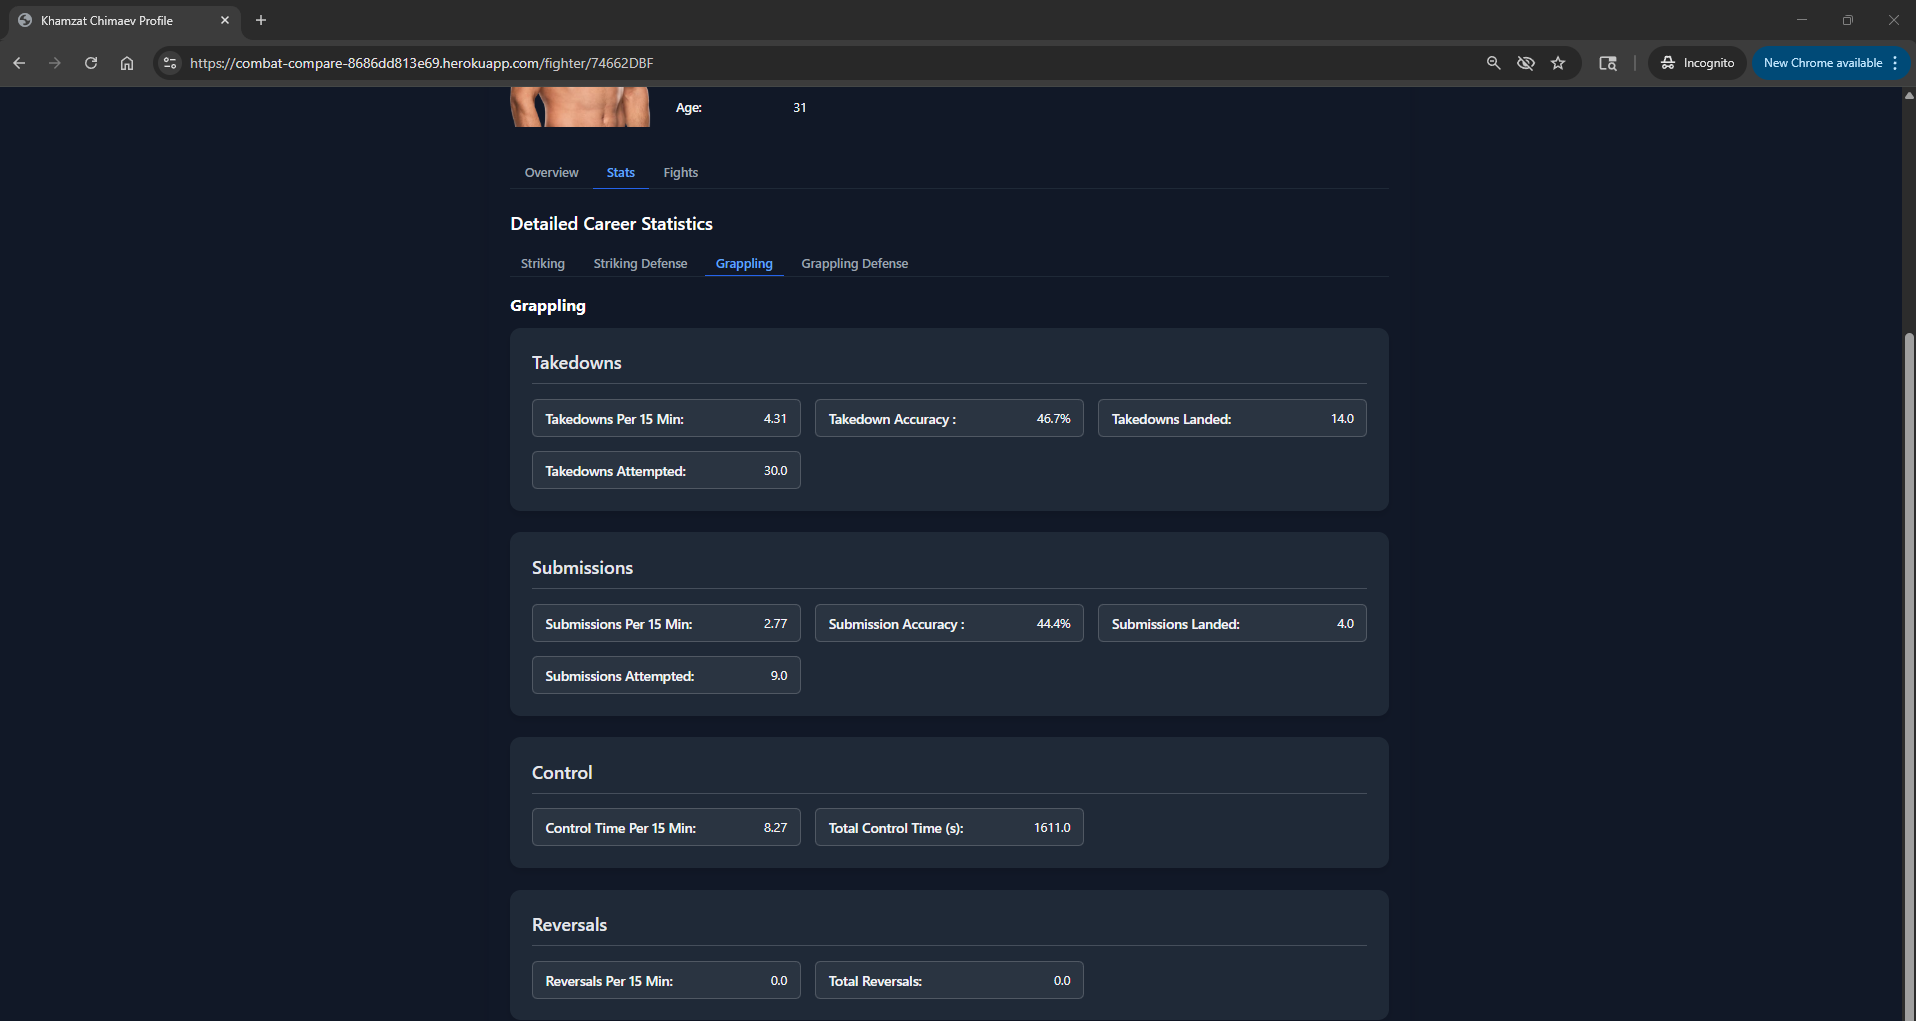 Khamzat Chimaev Profile
https://combat-compare-8686dd813e69.herokuapp.com/fighter/74662DBF
Incognito
New Chrome available
Age: 31
Overview Stats Fights
Detailed Career Statistics
Striking Striking Defense Grappling Grappling Defense
Grappling
Takedowns
Takedowns Per 15 Min: 4.31 Takedown Accuracy : 46.7% Takedowns Landed: 14.0
Takedowns Attempted: 30.0
Submissions
Submissions Per 15 Min: 2.77 Submission Accuracy : 44.4% Submissions Landed: 4.0
Submissions Attempted: 9.0
Control
Control Time Per 15 Min: 8.27 Total Control Time (s): 1611.0
Reversals
Reversals Per 15 Min: 0.0 Total Reversals: 0.0